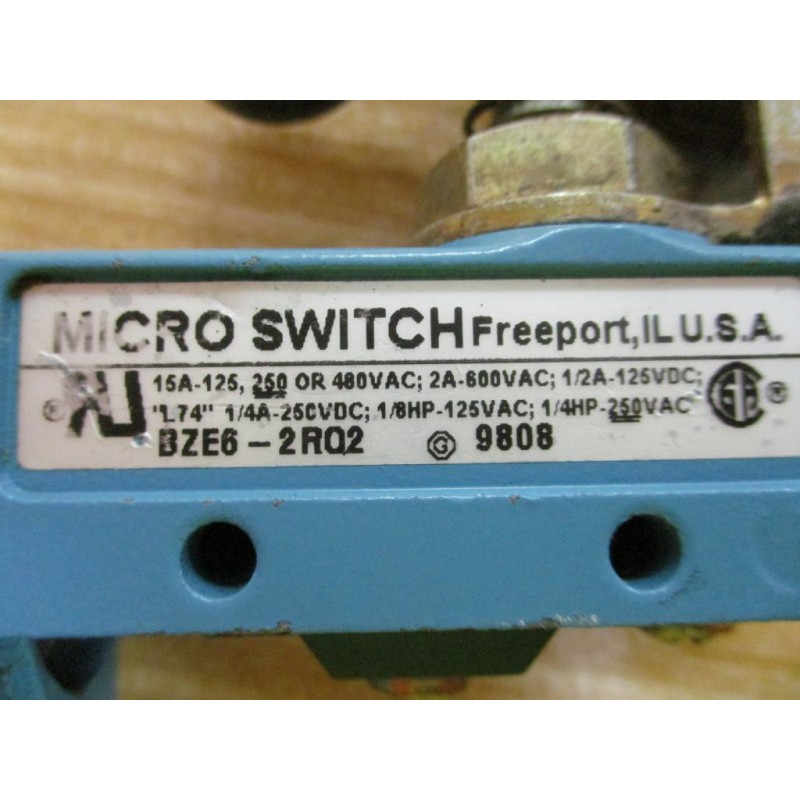 MICRO SWITCH Freeport, IL U.S.A.
15A-125, 250 OR 480VAC; 2A-600VAC; 1/2A-125VDC;
"L74" 1/4A-250VDC; 1/8HP-125VAC; 1/4HP-250VAC
BZE6-2RQ2 9808